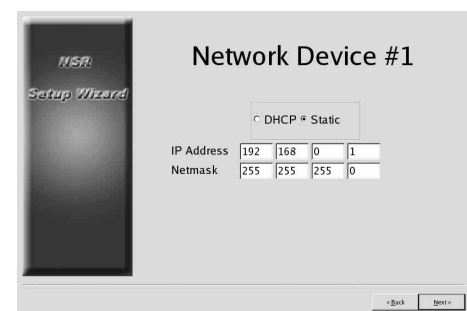 NSR
Setup Wizard
Network Device #1
DHCP Static
IP Address 192 168 0 1
Netmask 255 255 255 0
< Back Next >